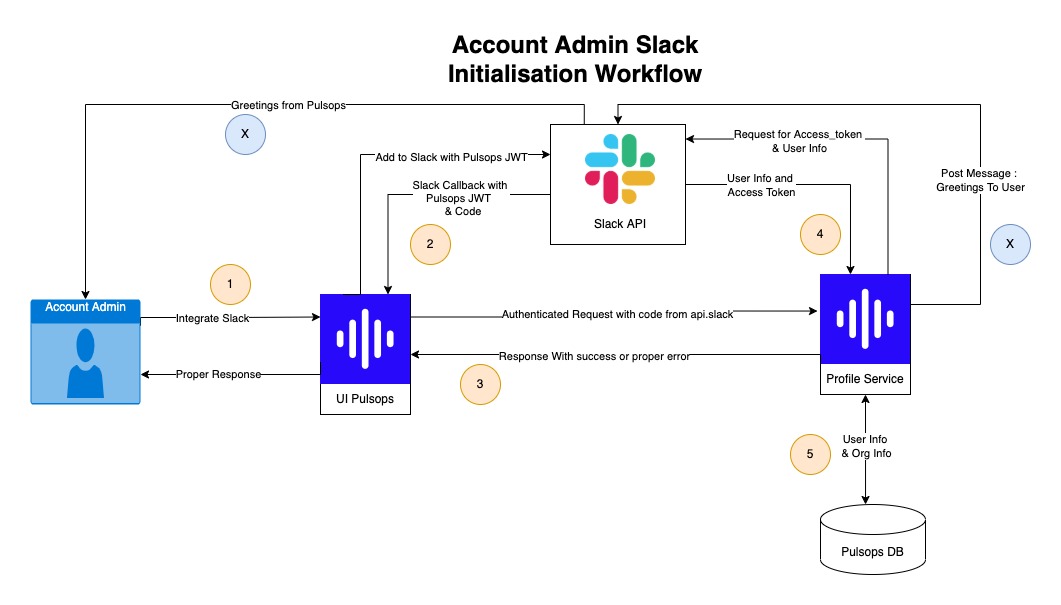 Account Admin Slack
Initialisation Workflow
Greetings from Pulsops
X
Add to Slack with Pulsops JWT
Slack Callback with
Pulsops JWT
& Code
2
Slack API
Request for Access_token
& User Info
User Info and
Access Token
4
Post Message :
Greetings To User
X
1
Account Admin
Integrate Slack
Proper Response
UI Pulsops
Authenticated Request with code from api.slack
Response With success or proper error
3
Profile Service
5
User Info
& Org Info
Pulsops DB